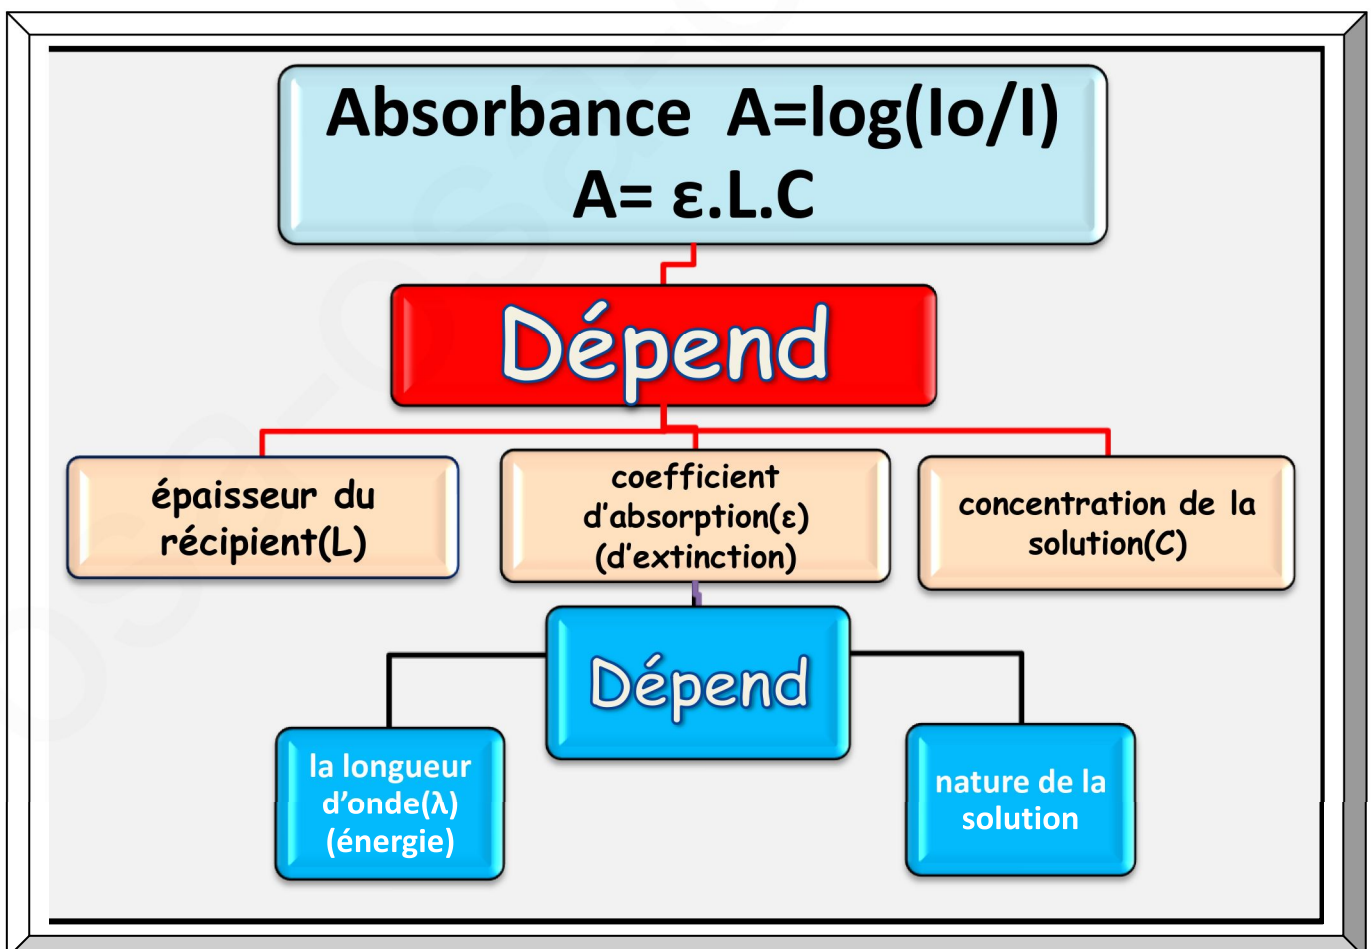 Absorbance A=log(Io/I)
A= ε.L.C
Dépend
épaisseur du
récipient(L)
coefficient
d'absorption(ε)
(d'extinction)
concentration de la
solution(C)
Dépend
la longueur
d'onde(λ)
(énergie)
nature de la
solution